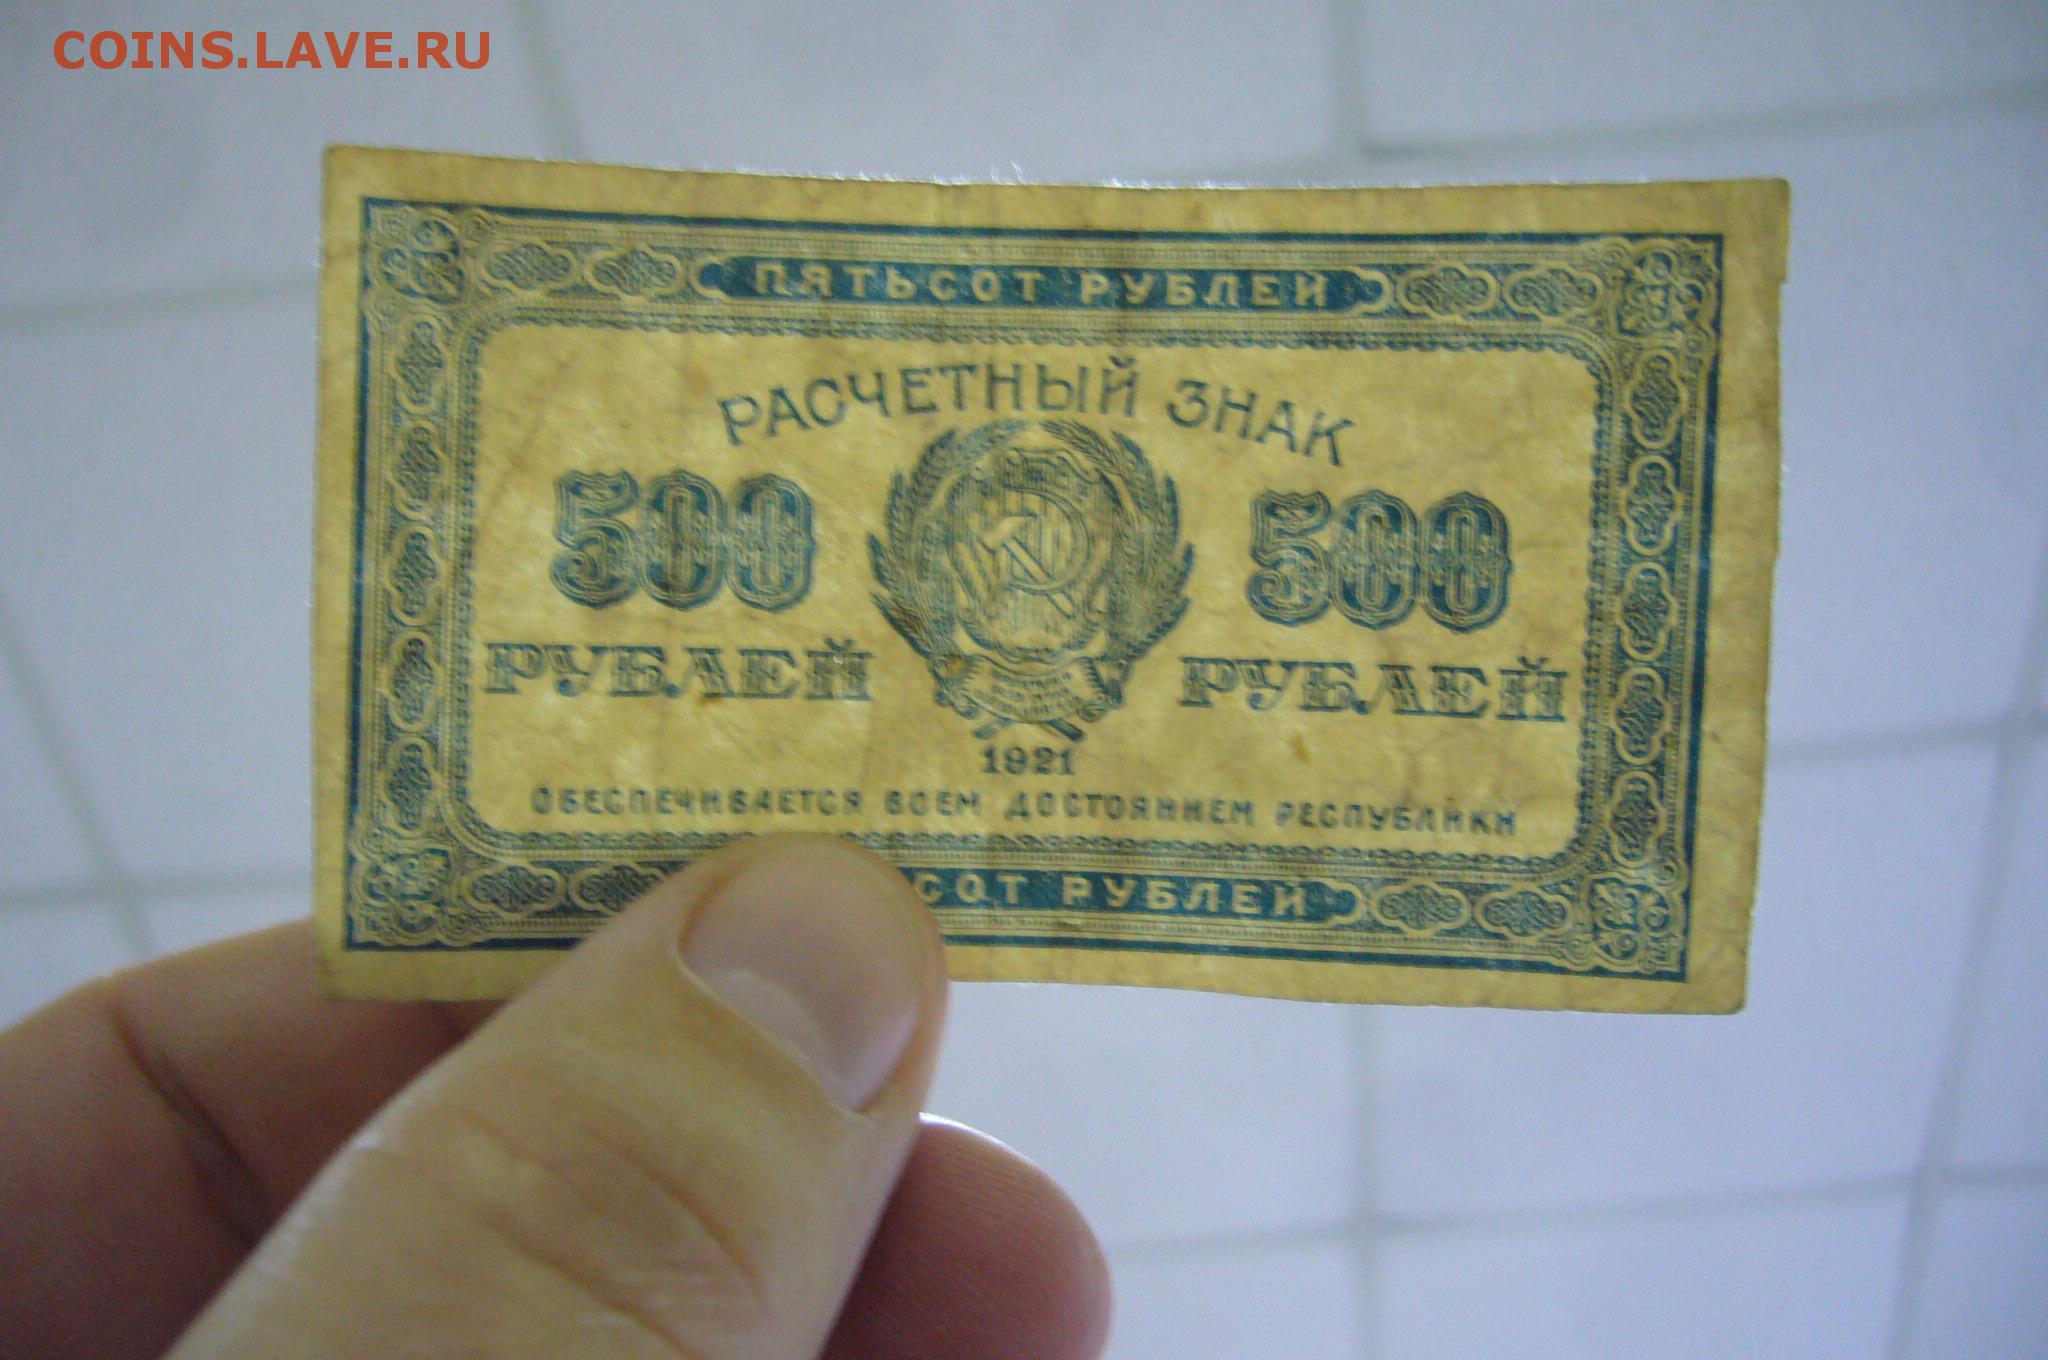 COINS.LAVE.RU
ПЯТЬСОТ РУБЛЕЙ
РАСЧЕТНЫЙ ЗНАК
500 500
РУБЛЕЙ РУБЛЕЙ
1921
ОБЕСПЕЧИВАЕТСЯ ВСЕМ ДОСТОЯНИЕМ РЕСПУБЛИКИ
СОТ РУБЛЕЙ